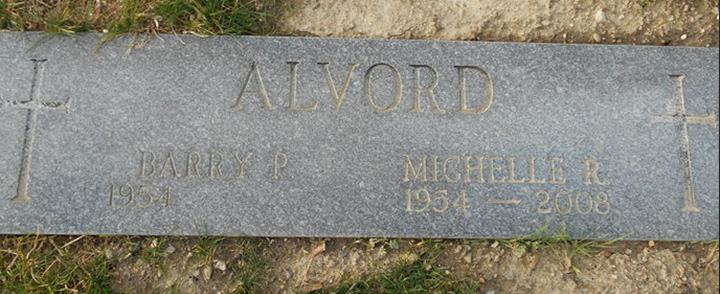 ALVORD
BARRY P. MICHELLE R.
1954 1954 — 2008